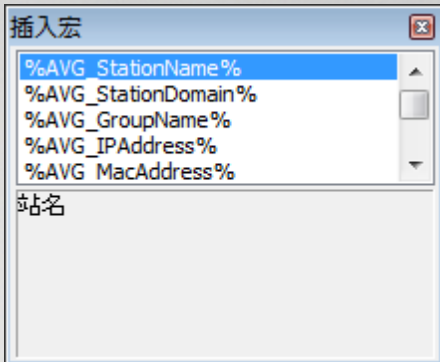 插入宏
%AVG_StationName%
%AVG_StationDomain%
%AVG_GroupName%
%AVG_IPAddress%
%AVG_MacAddress%
站名